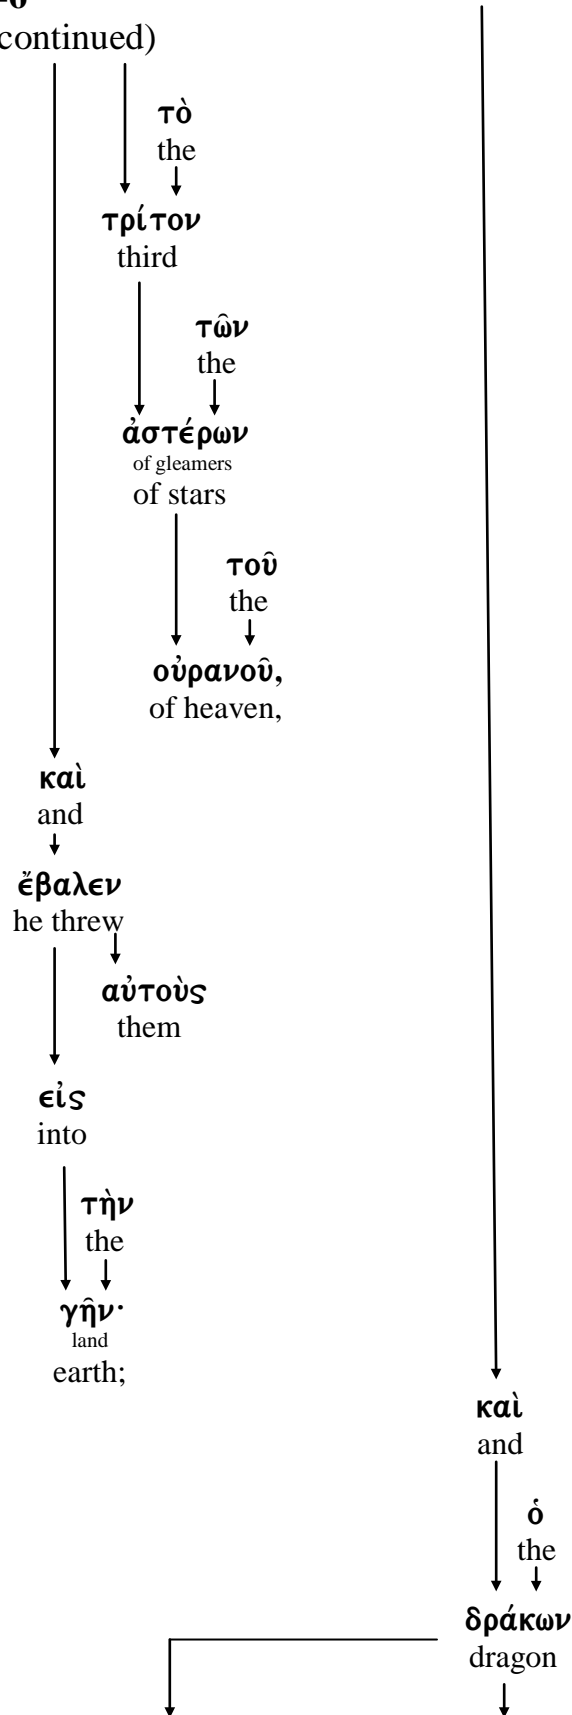 -6
continued)
τὸ
the
τρίτον
third
τῶν
the
ἀστέρων
of gleamers
of stars
τοῦ
the
οὐρανοῦ,
of heaven,
καὶ
and
ἔβαλεν
he threw
αὐτοὺς
them
εἰς
into
τὴν
the
γῆν·
land
earth;
καὶ
and
ὁ
the
δράκων
dragon